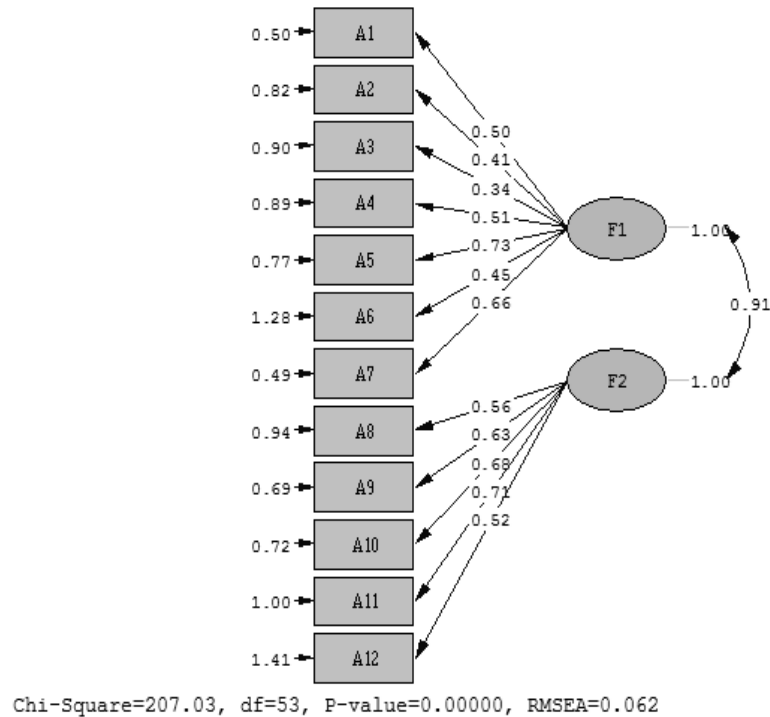 0.50 A1
0.82 A2
0.50
0.41
0.90 A3
0.34
0.89 A4
0.51
F1 1.00
0.73
0.77 A5
0.45
0.66
0.91
1.28 A6
0.49 A7
F2 1.00
0.56
0.94 A8
0.63
0.68
0.69 A9
0.71
0.52
0.72 A10
1.00 A11
1.41 A12
Chi-Square=207.03, df=53, P-value=0.00000, RMSEA=0.062